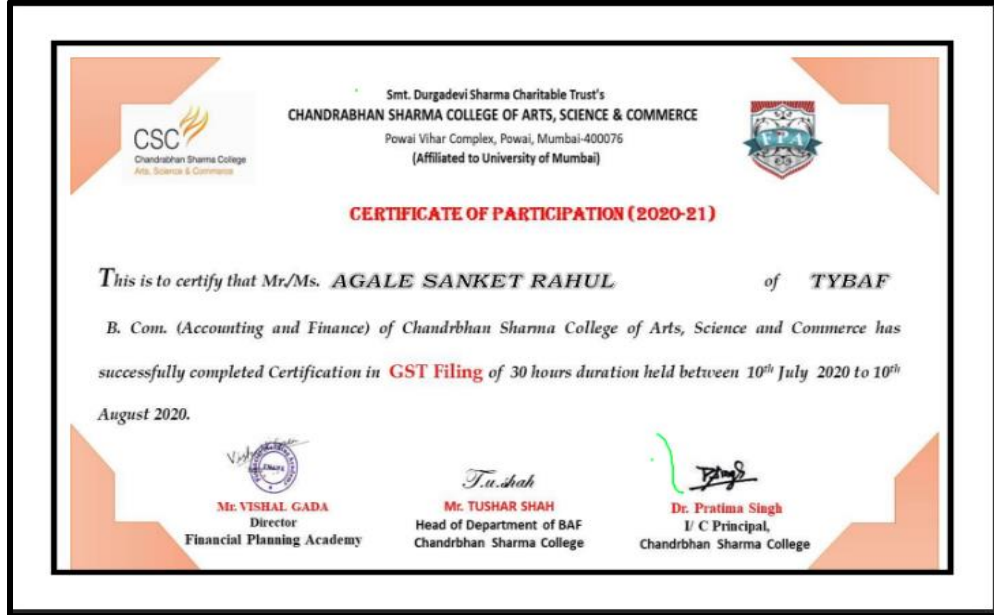 Smt. Durgadevi Sharma Charitable Trust's
CHANDRABHAN SHARMA COLLEGE OF ARTS, SCIENCE & COMMERCE
Powai Vihar Complex, Powai, Mumbai-400076
(Affiliated to University of Mumbai)
CSC
Chandrabhan Sharma College
Arts, Science & Commerce
FPA
CERTIFICATE OF PARTICIPATION (2020-21)
This is to certify that Mr./Ms. AGALE SANKET RAHUL of TYBAF
B. Com. (Accounting and Finance) of Chandrbhan Sharma College of Arts, Science and Commerce has
successfully completed Certification in GST Filing of 30 hours duration held between 10th July 2020 to 10th
August 2020.
T.u.shah
Mr. VISHAL GADA
Director
Financial Planning Academy
Mr. TUSHAR SHAH
Head of Department of BAF
Chandrbhan Sharma College
Dr. Pratima Singh
I/ C Principal,
Chandrbhan Sharma College